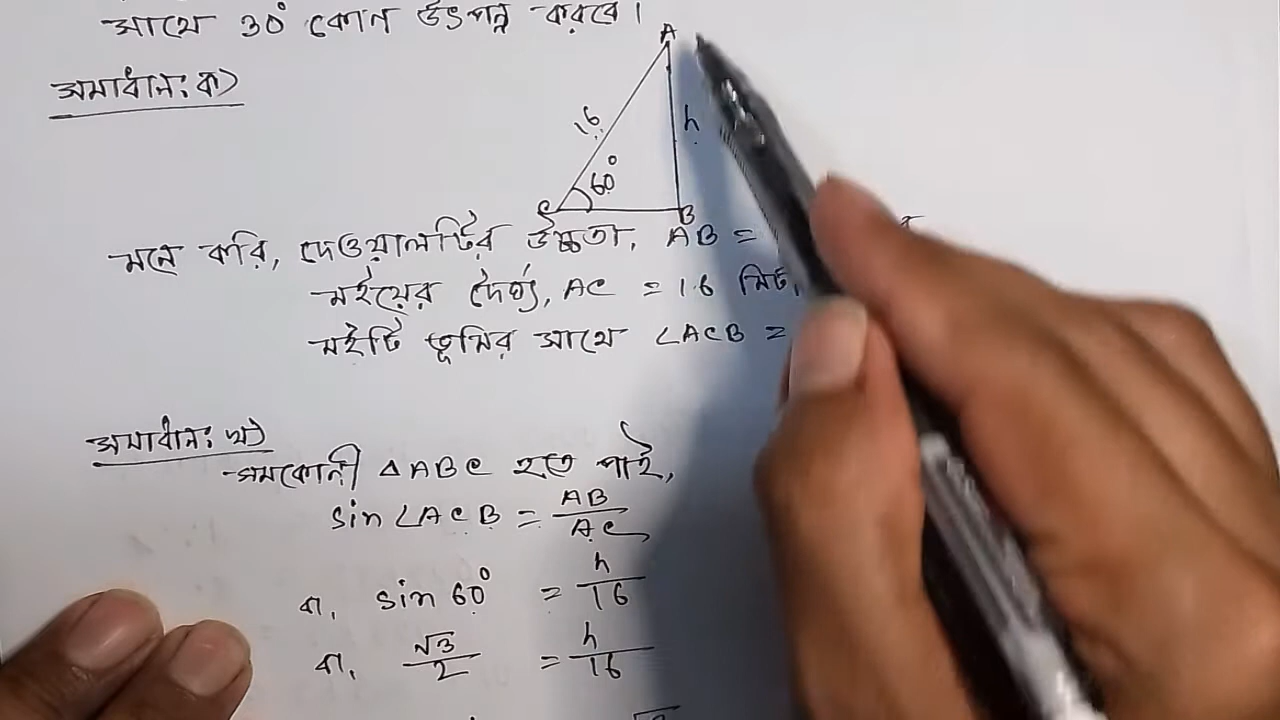 সাথে 30° কোন উৎপন্ন করবে।
সমাধান: ক)
A
16
h
60°
C
B
মনে করি, দেওয়ালটির উচ্চতা, AB =
মইয়ের দৈর্ঘ্য, AC = 16 মিটা
মইটি ভূমির সাথে ∠ACB =
সমাধান: খ)
সমকোনী △ABC হতে পাই,
sin∠ACB = AB/AC
বা, sin 60° = h/16
বা, √3/2 = h/16